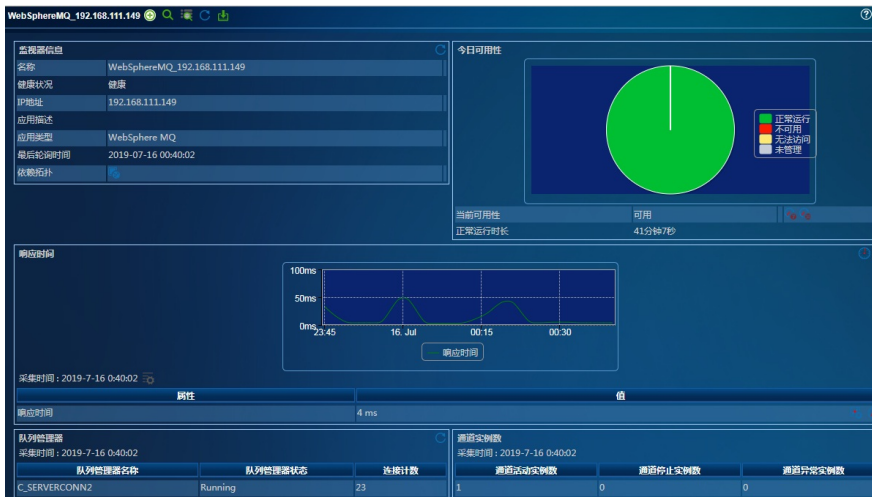 WebSphereMQ_192.168.111.149
监视器信息
名称 WebSphereMQ_192.168.111.149
健康状况 健康
IP地址 192.168.111.149
应用描述
应用类型 WebSphere MQ
最后轮询时间 2019-07-16 00:40:02
依赖拓扑
今日可用性
正常运行
不可用
无法访问
未管理
当前可用性 可用
正常运行时长 41分钟7秒
响应时间
100ms
50ms
0ms
23:45 16. Jul 00:15 00:30
响应时间
采集时间 : 2019-7-16 0:40:02
属性 值
响应时间 4 ms
队列管理器
采集时间 : 2019-7-16 0:40:02
队列管理器名称 队列管理器状态 连接计数
C_SERVERCONN2 Running 23
通道实例数
采集时间 : 2019-7-16 0:40:02
通道活动实例数 通道停止实例数 通道异常实例数
1 0 0